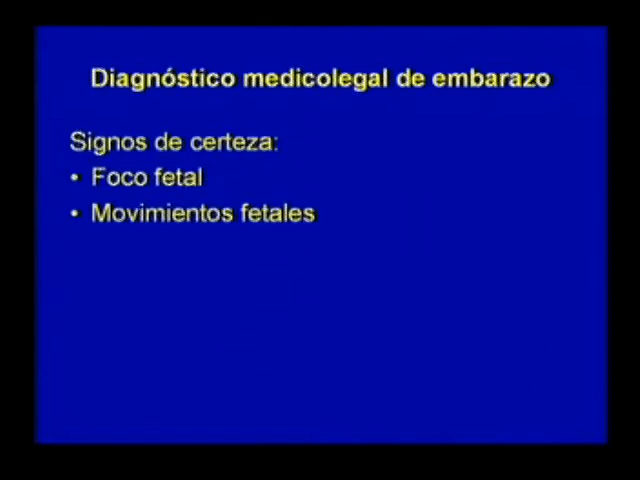 Diagnóstico medicolegal de embarazo
Signos de certeza:
• Foco fetal
• Movimientos fetales